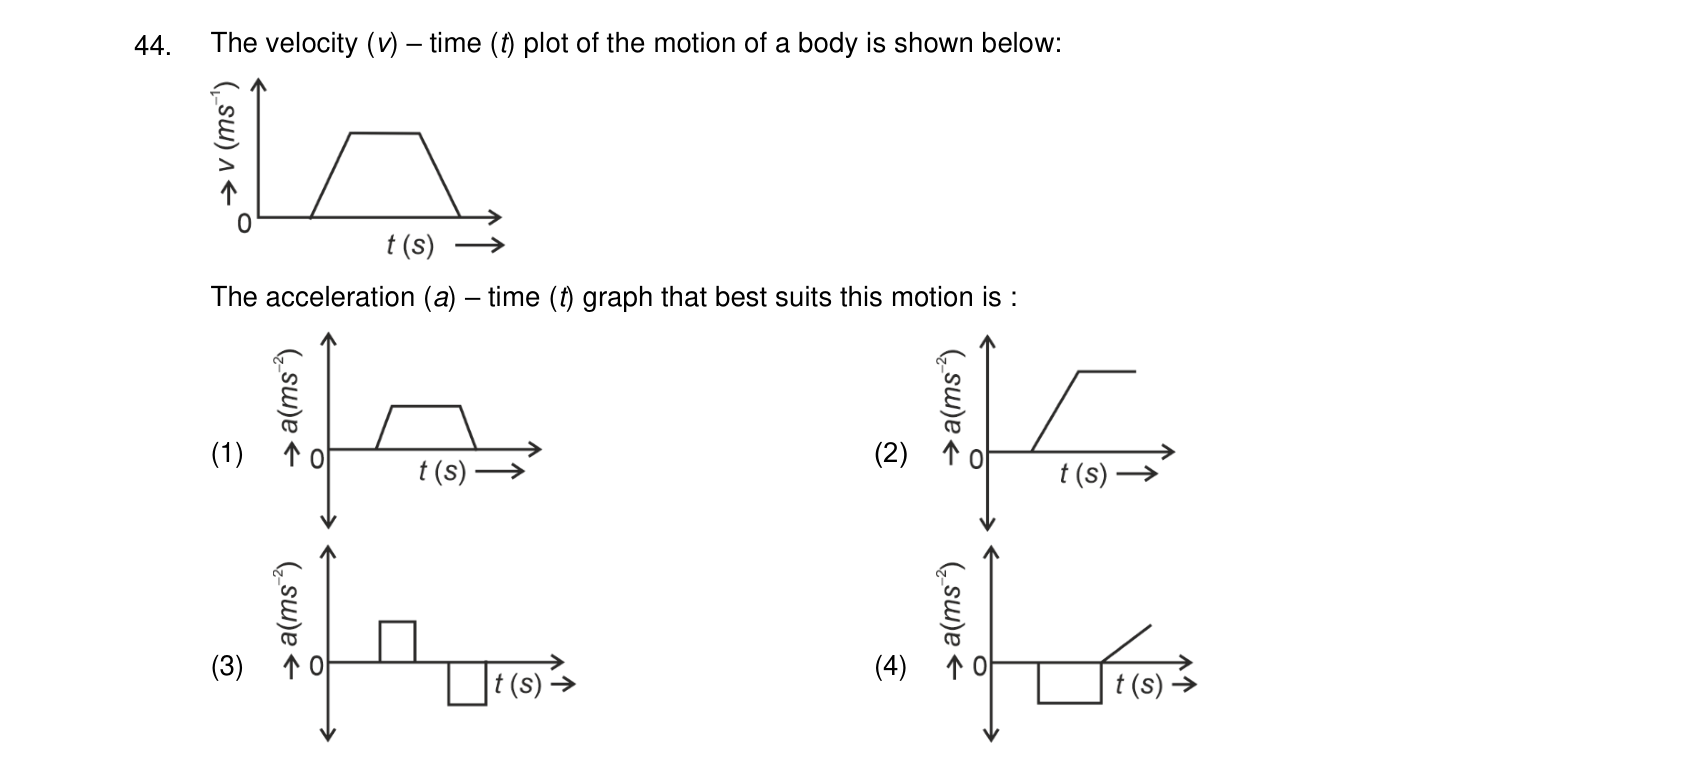 44. The velocity (v) – time (t) plot of the motion of a body is shown below:
→ v (ms⁻¹)
0
t (s) →
The acceleration (a) – time (t) graph that best suits this motion is :
(1) → a(ms⁻²) 0 t (s) →
(2) → a(ms⁻²) 0 t (s) →
(3) → a(ms⁻²) 0 t (s) →
(4) → a(ms⁻²) 0 t (s) →